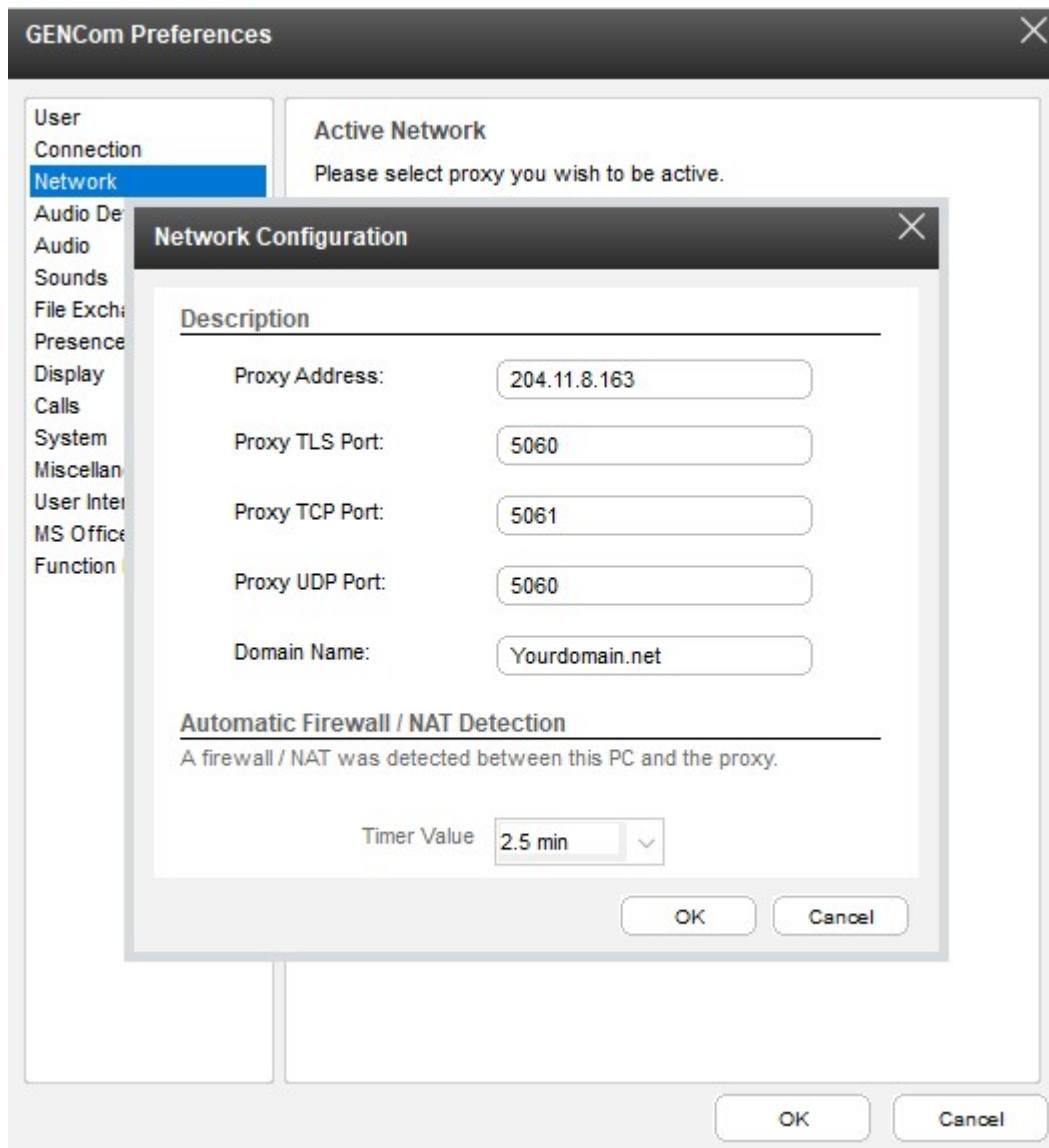 GENCom Preferences
User
Connection
Network
Audio De
Audio
Sounds
File Excha
Presence
Display
Calls
System
Miscellan
User Inter
MS Office
Function
Active Network
Please select proxy you wish to be active.
Network Configuration
Description
Proxy Address: 204.11.8.163
Proxy TLS Port: 5060
Proxy TCP Port: 5061
Proxy UDP Port: 5060
Domain Name: Yourdomain.net
Automatic Firewall / NAT Detection
A firewall / NAT was detected between this PC and the proxy.
Timer Value 2.5 min
OK Cancel
OK Cancel